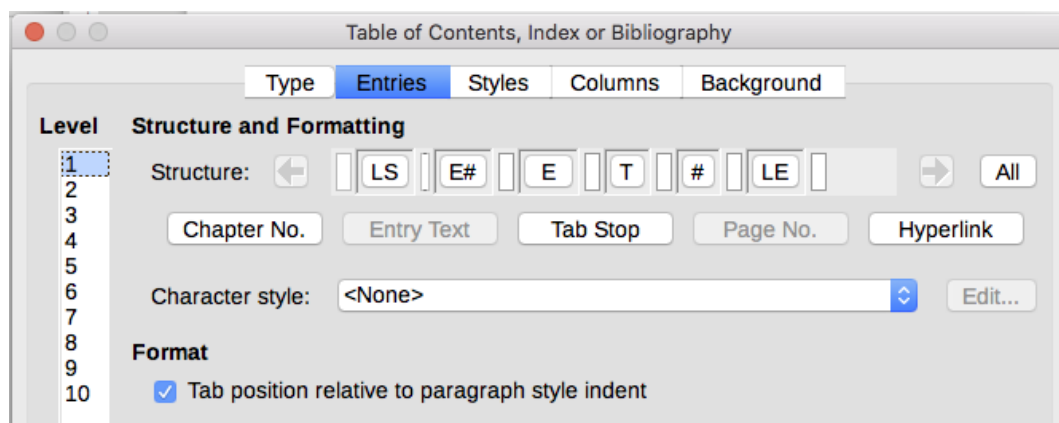 Table of Contents, Index or Bibliography
Type Entries Styles Columns Background
Level Structure and Formatting
Structure: LS E# E T # LE All
Chapter No. Entry Text Tab Stop Page No. Hyperlink
Character style: <None> Edit...
Format
Tab position relative to paragraph style indent
1
2
3
4
5
6
7
8
9
10